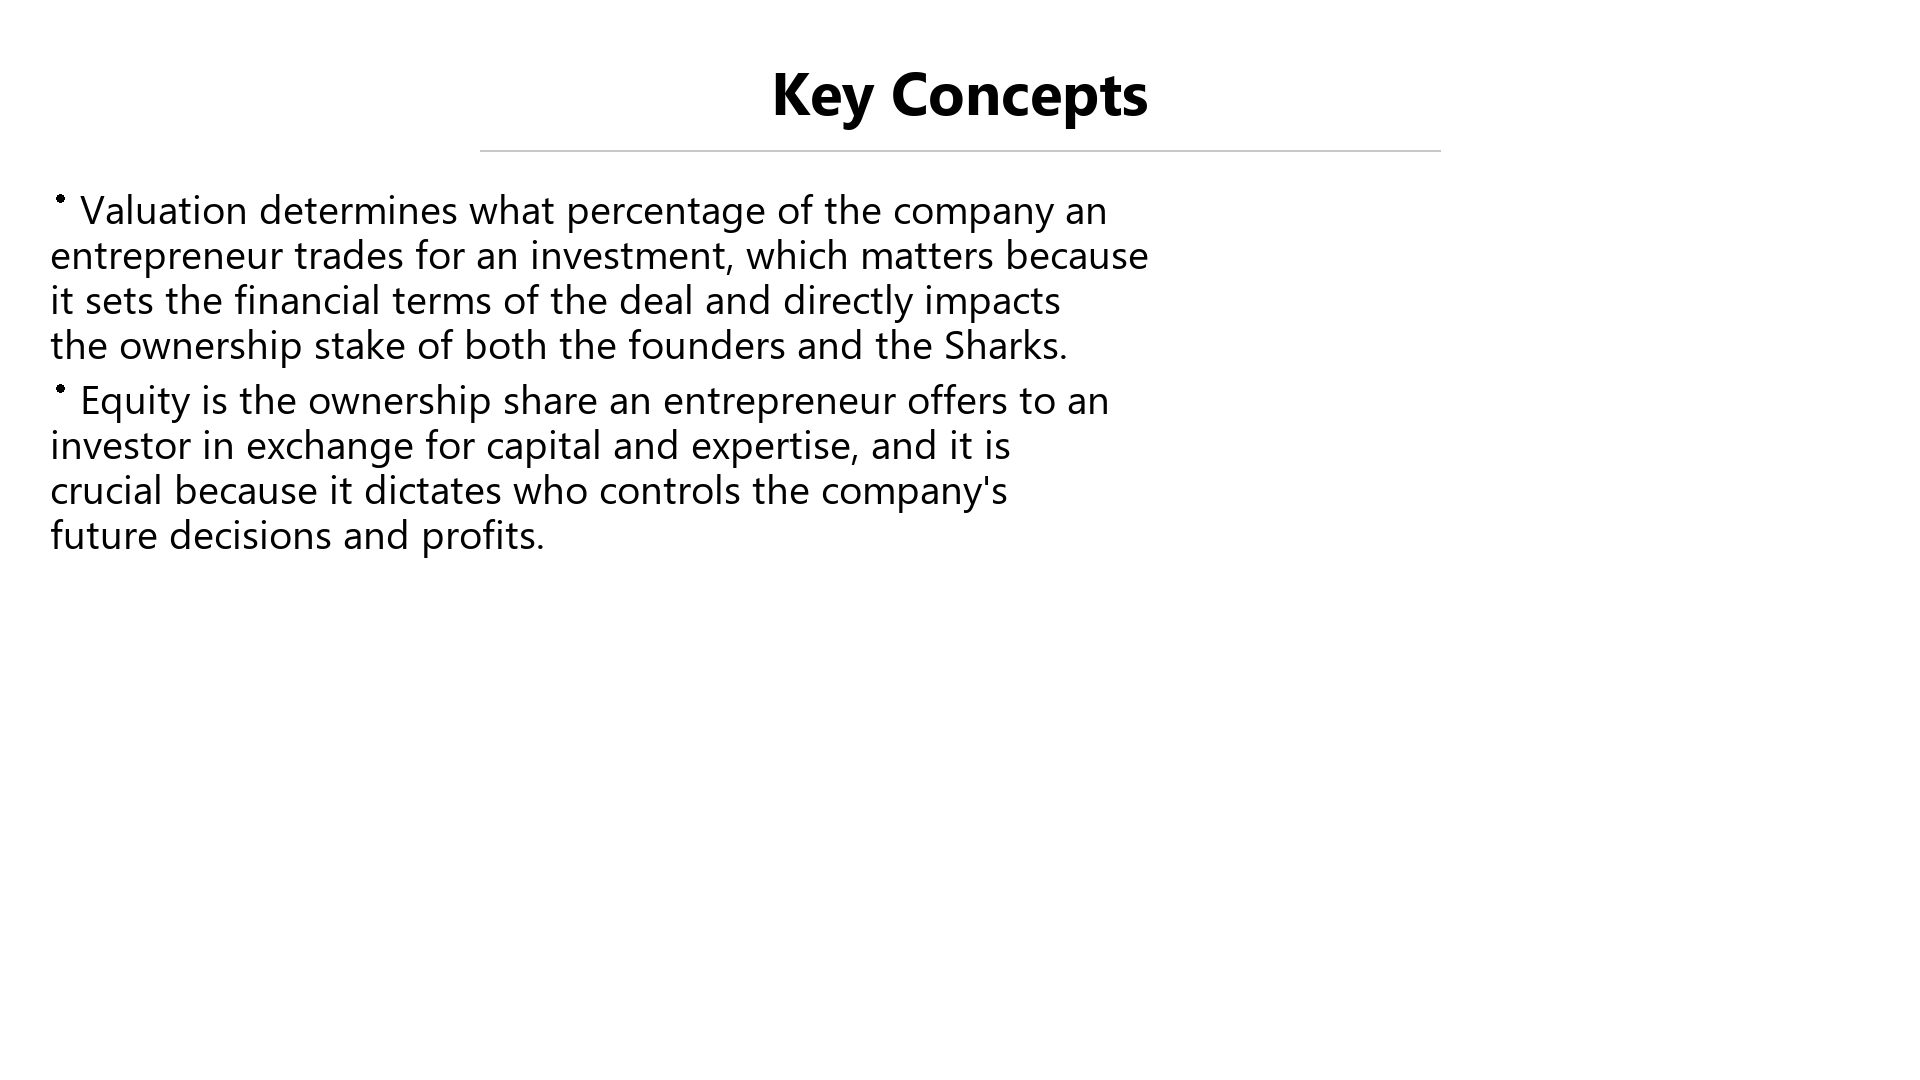 Key Concepts
• Valuation determines what percentage of the company an
entrepreneur trades for an investment, which matters because
it sets the financial terms of the deal and directly impacts
the ownership stake of both the founders and the Sharks.
• Equity is the ownership share an entrepreneur offers to an
investor in exchange for capital and expertise, and it is
crucial because it dictates who controls the company's
future decisions and profits.